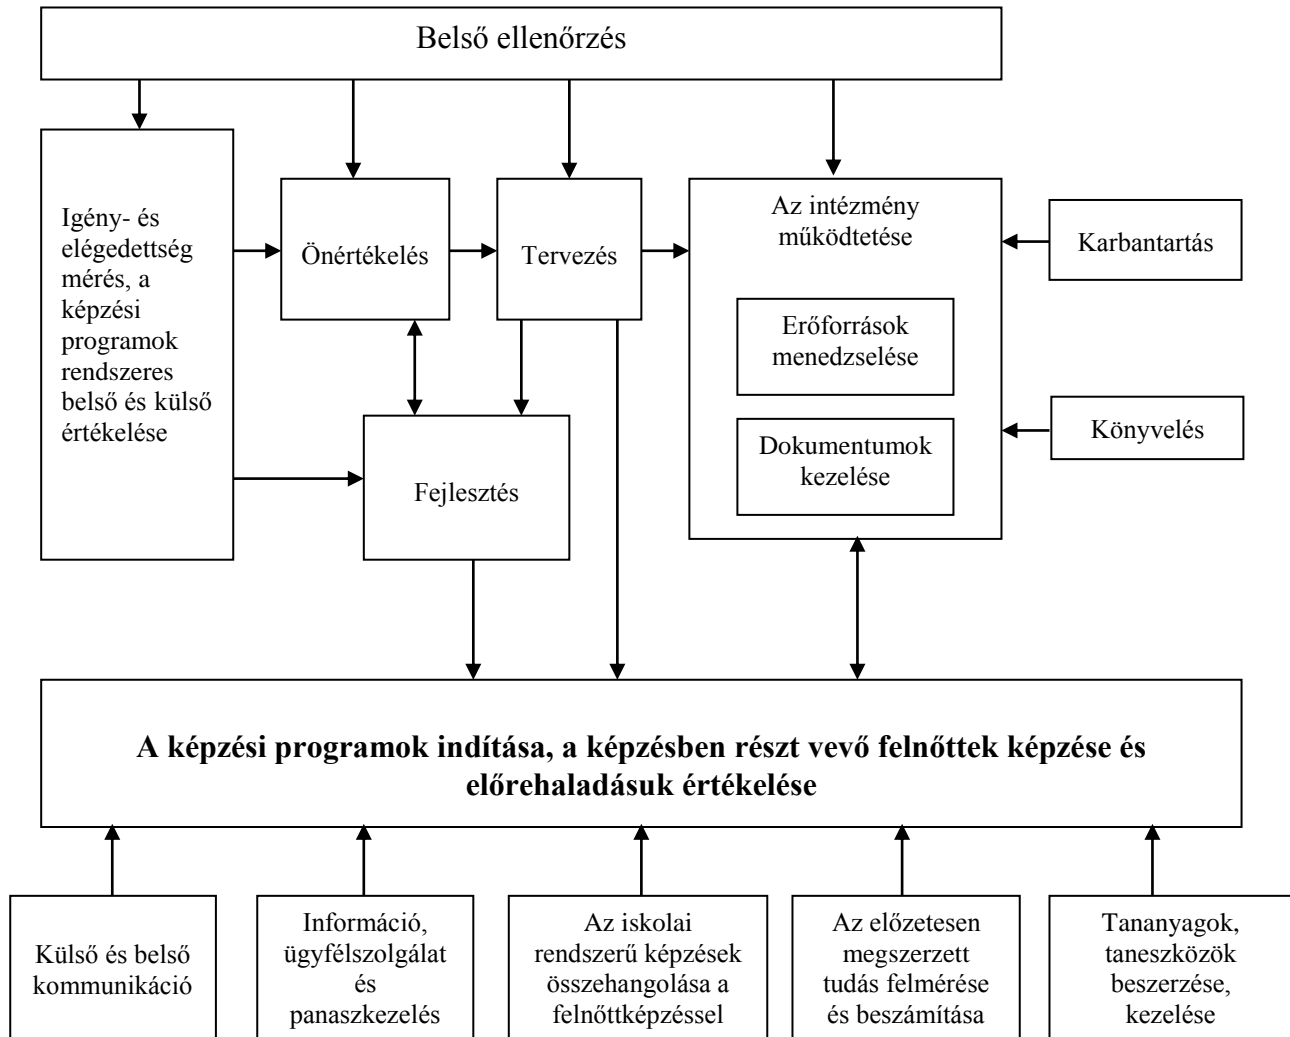 Belső ellenőrzés
Igény- és
elégedettség
mérés, a
képzési
programok
rendszeres
belső és külső
értékelése
Önértékelés
Tervezés
Az intézmény
működtetése
Erőforrások
menedzselése
Dokumentumok
kezelése
Karbantartás
Könyvelés
Fejlesztés
A képzési programok indítása, a képzésben részt vevő felnőttek képzése és
előrehaladásuk értékelése
Külső és belső
kommunikáció
Információ,
ügyfélszolgálat
és
panaszkezelés
Az iskolai
rendszerű képzések
összehangolása a
felnőttképzéssel
Az előzetesen
megszerzett
tudás felmérése
és beszámítása
Tananyagok,
taneszközök
beszerzése,
kezelése